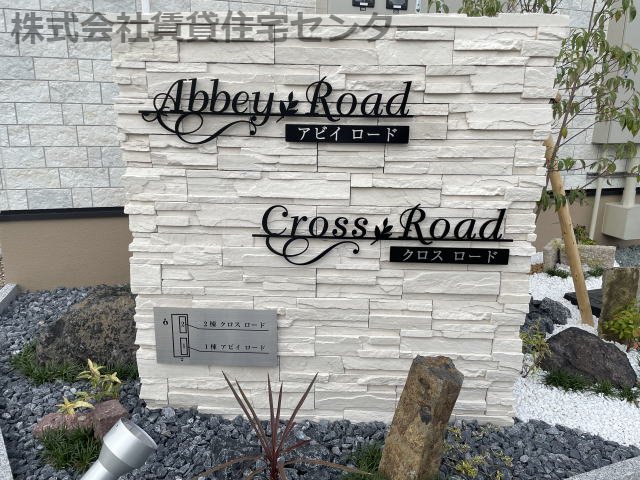 株式会社賃貸住宅センター
Abbey Road
アビイ ロード
Cross Road
クロス ロード
2
2棟 クロス ロード
1
1棟 アビイ ロード